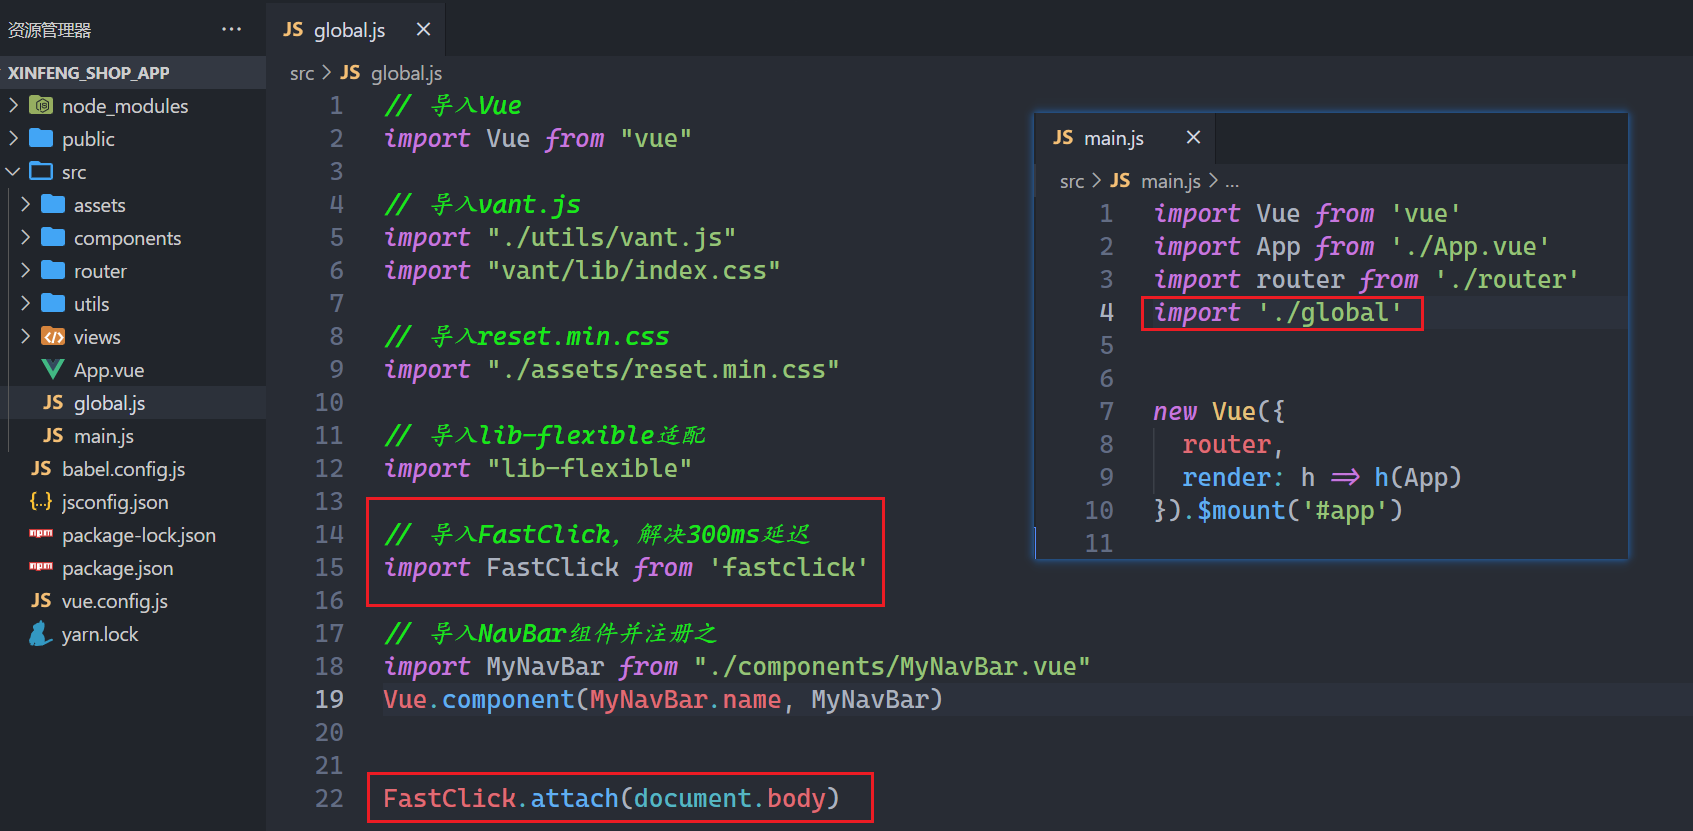 资源管理器 ···
XINFENG_SHOP_APP
node_modules
public
src
assets
components
router
utils
views
App.vue
JS global.js
JS main.js
JS babel.config.js
{..} jsconfig.json
npm package-lock.json
npm package.json
JS vue.config.js
yarn.lock
JS global.js ×
src > JS global.js
1 // 导入Vue
2 import Vue from "vue"
3
4 // 导入vant.js
5 import "./utils/vant.js"
6 import "vant/lib/index.css"
7
8 // 导入reset.min.css
9 import "./assets/reset.min.css"
10
11 // 导入lib-flexible适配
12 import "lib-flexible"
13
14 // 导入FastClick，解决300ms延迟
15 import FastClick from 'fastclick'
16
17 // 导入NavBar组件并注册之
18 import MyNavBar from "./components/MyNavBar.vue"
19 Vue.component(MyNavBar.name, MyNavBar)
20
21
22 FastClick.attach(document.body)
JS main.js ×
src > JS main.js > ...
1 import Vue from 'vue'
2 import App from './App.vue'
3 import router from './router'
4 import './global'
5
6
7 new Vue({
8 router,
9 render: h => h(App)
10 }).$mount('#app')
11